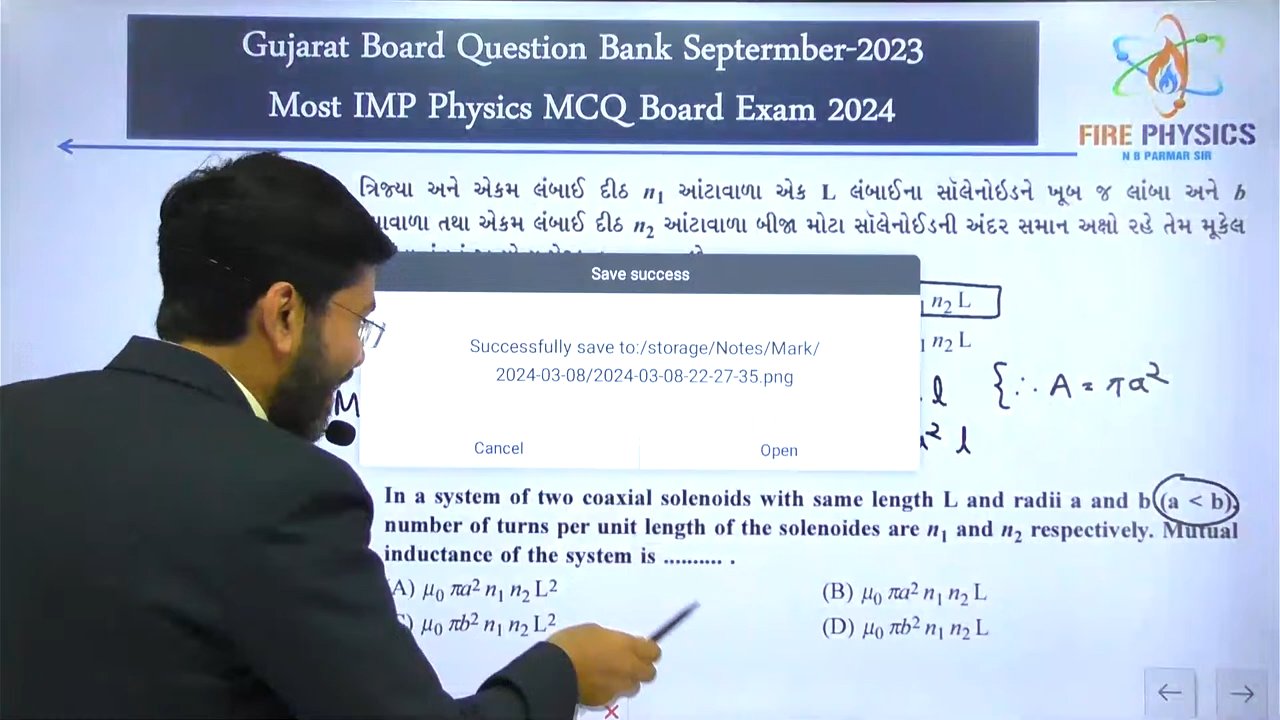 Gujarat Board Question Bank Septermber-2023
Most IMP Physics MCQ Board Exam 2024
FIRE PHYSICS
N B PARMAR SIR
ત્રિજ્યા અને એકમ લંબાઈ દીઠ n₁ આંટાવાળા એક L લંબાઈના સૉલેનોઇડને ખૂબ જ લાંબા અને b
તથા એકમ લંબાઈ દીઠ n₂ આંટાવાળા બીજા મોટા સૉલેનોઈડની અંદર સમાન અક્ષો રહે તેમ મૂકેલ
Save success
n₂ L
Successfully save to:/storage/Notes/Mark/
2024-03-08/2024-03-08-22-27-35.png
n₂ L
M
l {∴ A = πa²
² l
Cancel Open
In a system of two coaxial solenoids with same length L and radii a and b (a < b),
number of turns per unit length of the solenoides are n₁ and n₂ respectively. Mutual
inductance of the system is .......... .
A) μ₀ πa² n₁ n₂ L² (B) μ₀ πa² n₁ n₂ L
) μ₀ πb² n₁ n₂ L² (D) μ₀ πb² n₁ n₂ L